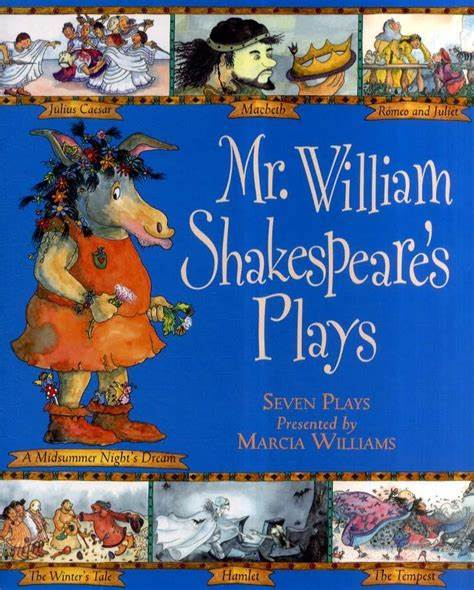 Julius Caesar
Macbeth
Romeo and Juliet
Mr. William
Shakespeare's
Plays
SEVEN PLAYS
Presented by
MARCIA WILLIAMS
A Midsummer Night's Dream
The Winter's Tale
Hamlet
The Tempest